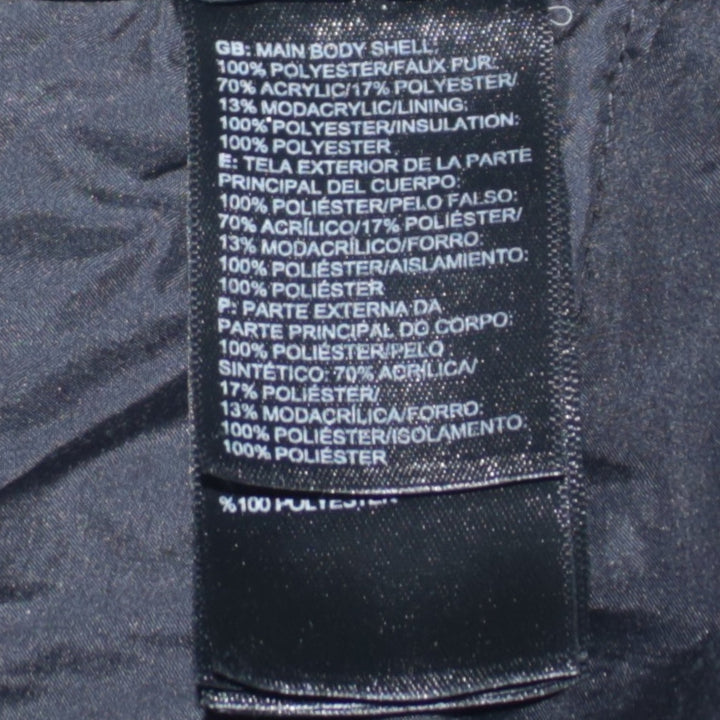 GB: MAIN BODY SHELL:
100% POLYESTER/FAUX FUR:
70% ACRYLIC/17% POLYESTER/
13% MODACRYLIC/LINING:
100% POLYESTER/INSULATION:
100% POLYESTER
E: TELA EXTERIOR DE LA PARTE
PRINCIPAL DEL CUERPO:
100% POLIÉSTER/PELO FALSO:
70% ACRÍLICO/17% POLIÉSTER/
13% MODACRÍLICO/FORRO:
100% POLIÉSTER/AISLAMIENTO:
100% POLIÉSTER
P: PARTE EXTERNA DA
PARTE PRINCIPAL DO CORPO:
100% POLIÉSTER/PELO
SINTÉTICO: 70% ACRÍLICA/
17% POLIÉSTER/
13% MODACRÍLICA/FORRO:
100% POLIÉSTER/ISOLAMENTO:
100% POLIÉSTER
%100 POLYESTER